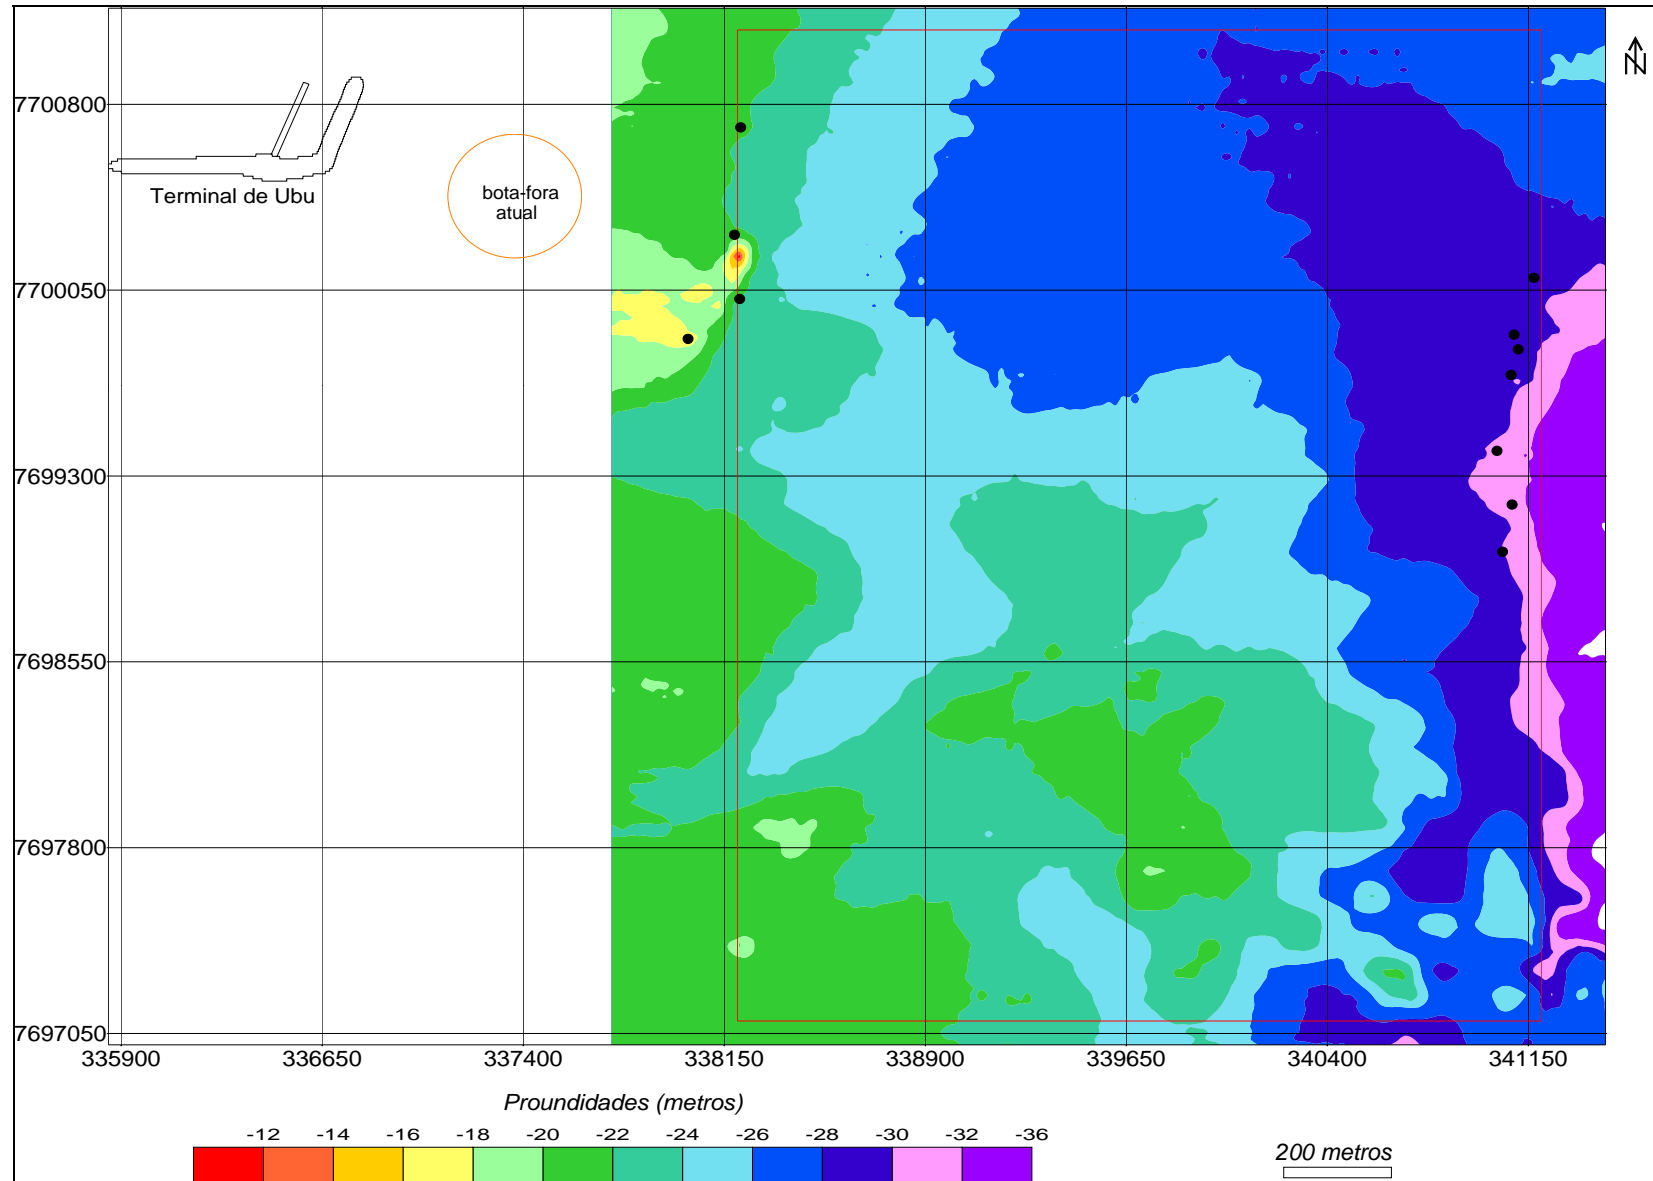 N
7700800
Terminal de Ubu
bota-fora
atual
7700050
7699300
7698550
7697800
7697050
335900 336650 337400 338150 338900 339650 340400 341150
Proundidades (metros)
-12 -14 -16 -18 -20 -22 -24 -26 -28 -30 -32 -36
200 metros